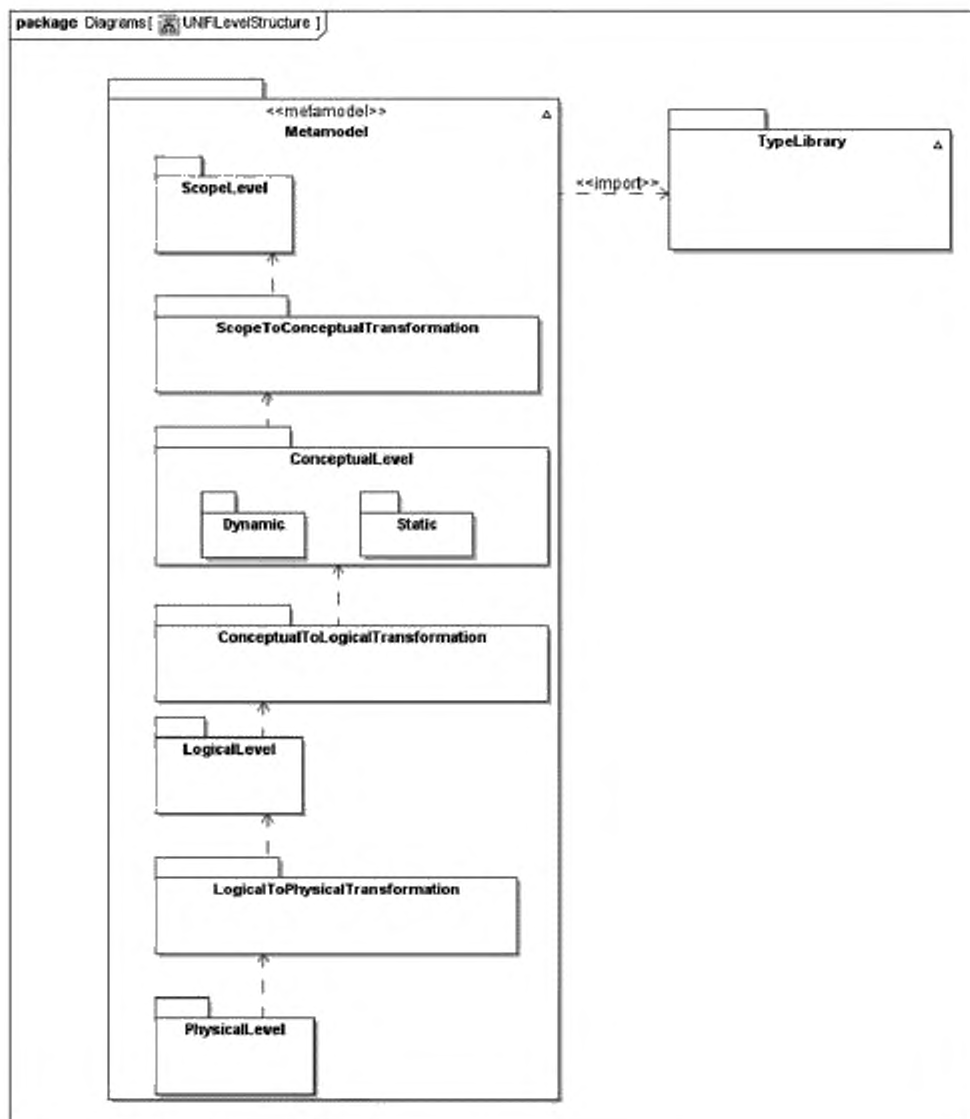 package Diagrams [ UNIFILevelStructure ]
<<metamodel>>
Metamodel
TypeLibrary
<<import>>
ScopeLevel
ScopeToConceptualTransformation
ConceptualLevel
Dynamic
Static
ConceptualToLogicalTransformation
LogicalLevel
LogicalToPhysicalTransformation
PhysicalLevel